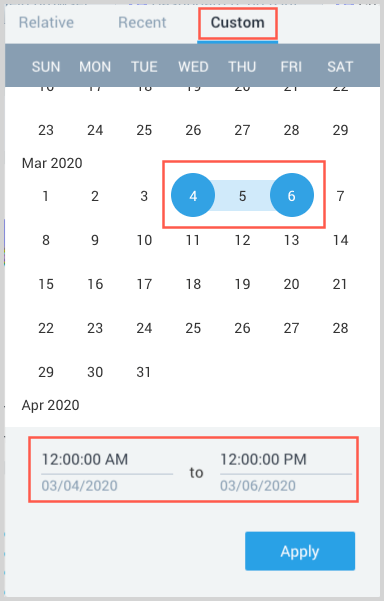 Relative Recent Custom
SUN MON TUE WED THU FRI SAT
16 17 18 19 20 21 22
23 24 25 26 27 28 29
Mar 2020
1 2 3 4 5 6 7
8 9 10 11 12 13 14
15 16 17 18 19 20 21
22 23 24 25 26 27 28
29 30 31
Apr 2020
12:00:00 AM to 12:00:00 PM
03/04/2020 03/06/2020
Apply